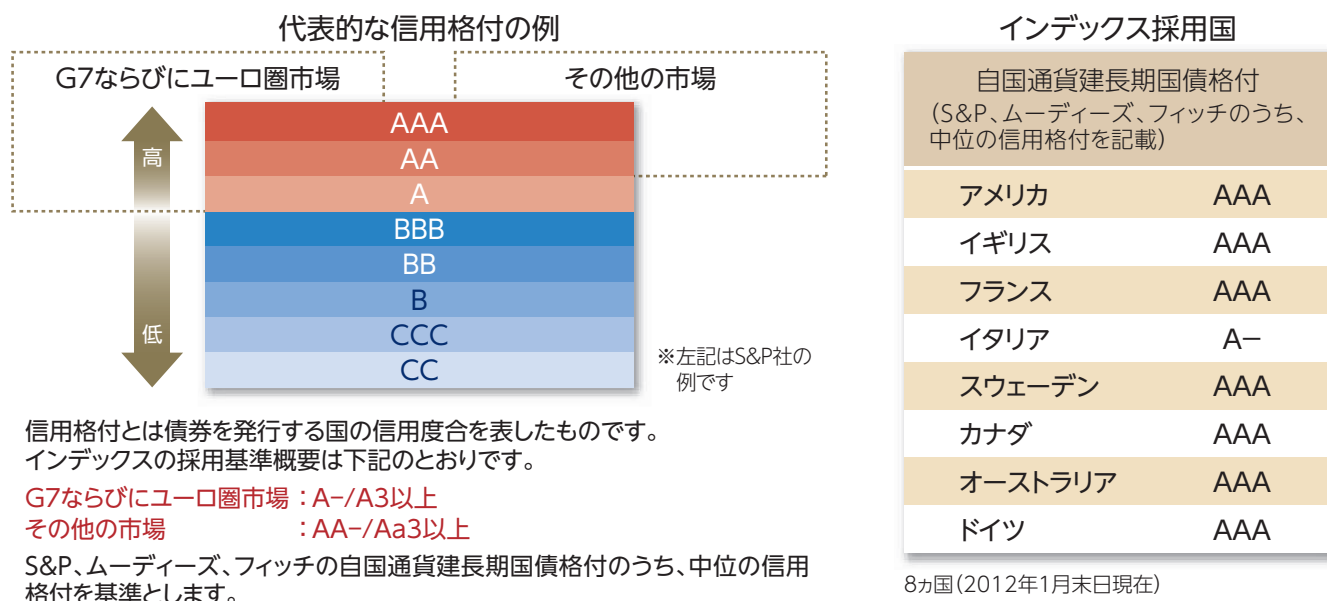 代表的な信用格付の例
G7ならびにユーロ圏市場
その他の市場
高
低
AAA
AA
A
BBB
BB
B
CCC
CC
※左記はS&P社の
例です
信用格付とは債券を発行する国の信用度合を表したものです。
インデックスの採用基準概要は下記のとおりです。
G7ならびにユーロ圏市場：A−/A3以上
その他の市場　　　　　：AA−/Aa3以上
S&P、ムーディーズ、フィッチの自国通貨建長期国債格付のうち、中位の信用
格付を基準とします。
インデックス採用国
自国通貨建長期国債格付
（S&P、ムーディーズ、フィッチのうち、
中位の信用格付を記載）
アメリカ AAA
イギリス AAA
フランス AAA
イタリア A−
スウェーデン AAA
カナダ AAA
オーストラリア AAA
ドイツ AAA
8ヵ国（2012年1月末日現在）